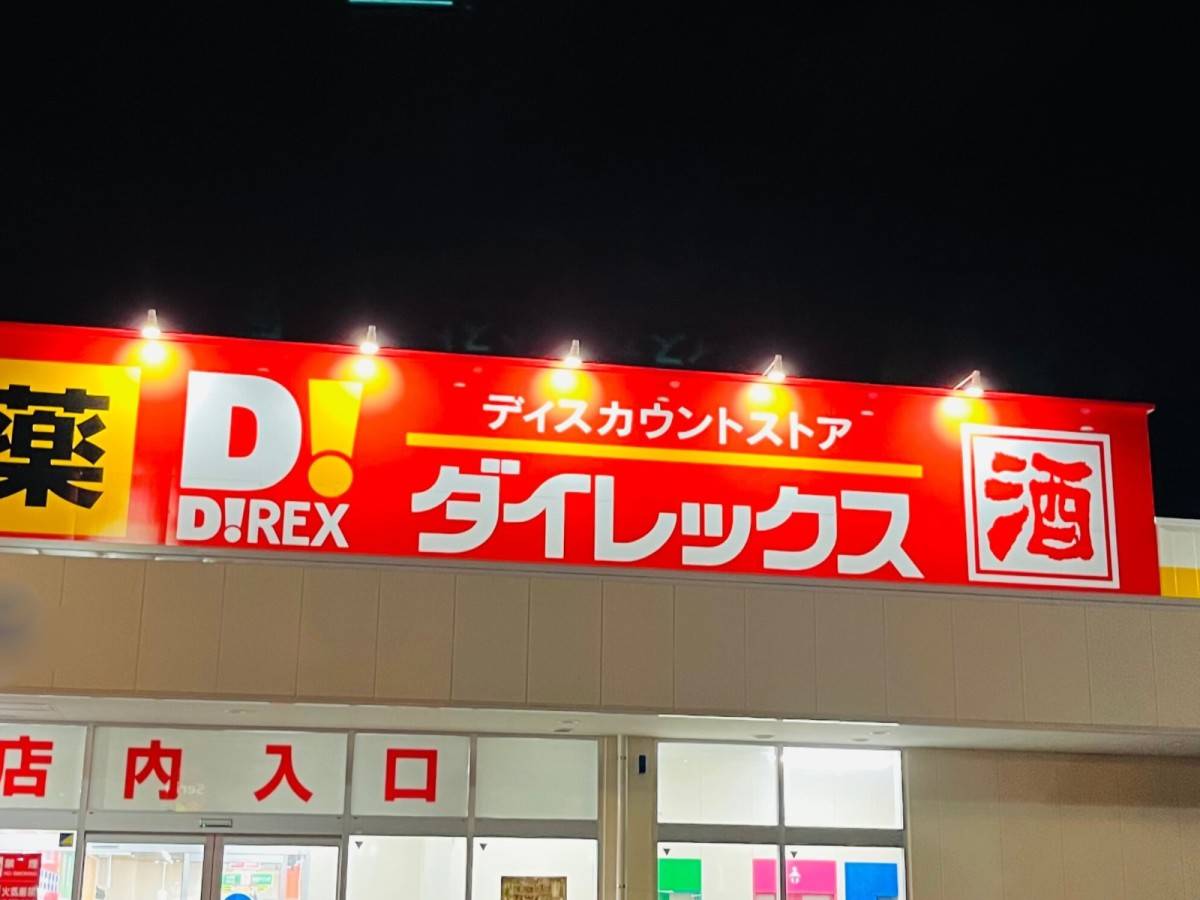 薬
D!
D!REX
ディスカウントストア
ダイレックス
酒
店内入口